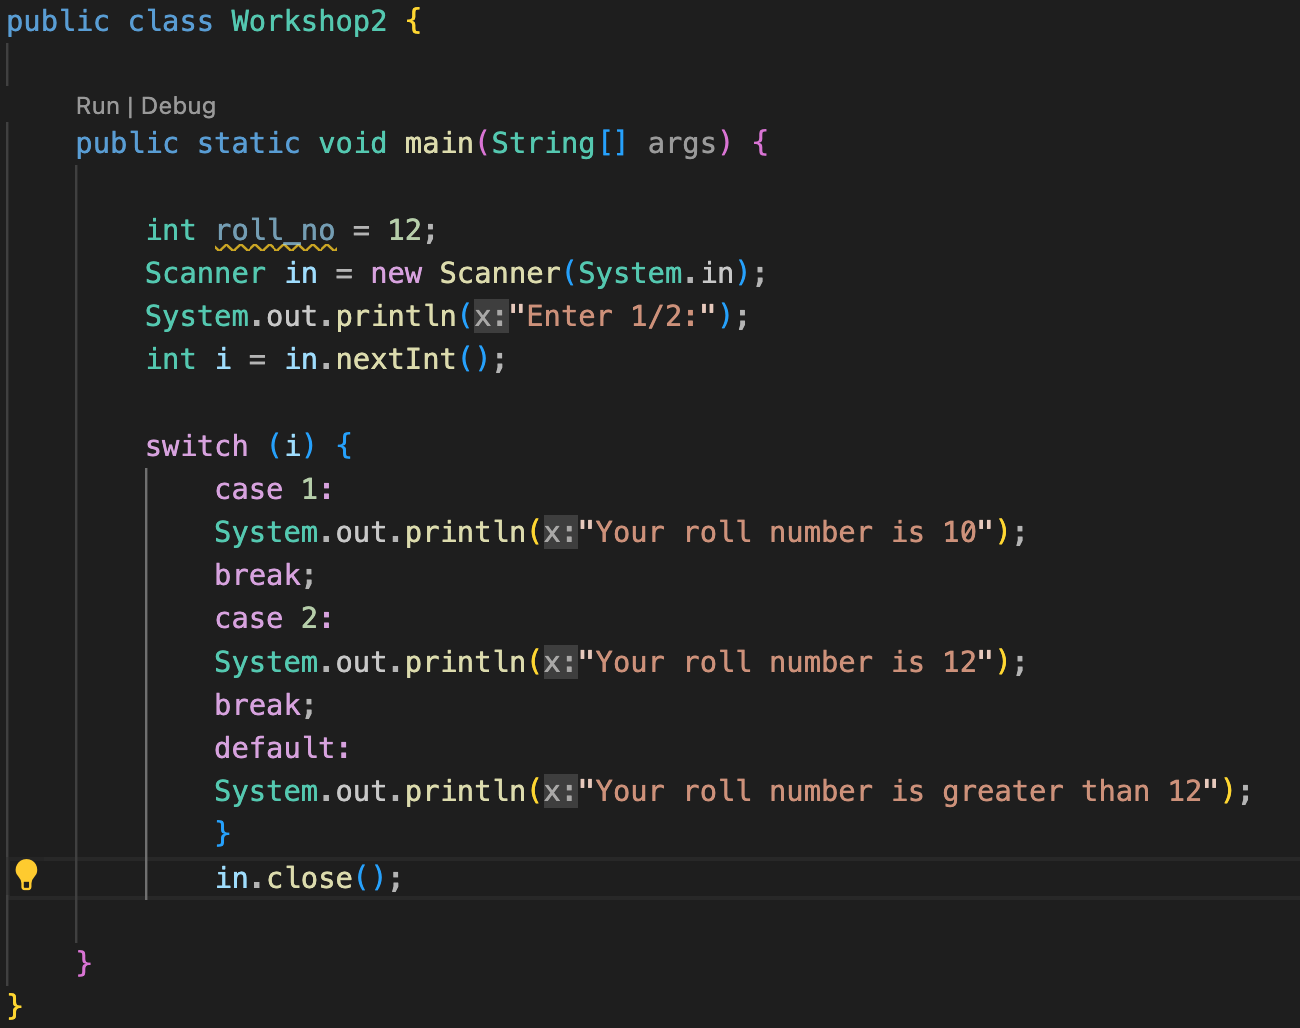 public class Workshop2 {
Run | Debug
public static void main(String[] args) {
int roll_no = 12;
Scanner in = new Scanner(System.in);
System.out.println(x:"Enter 1/2:");
int i = in.nextInt();
switch (i) {
case 1:
System.out.println(x:"Your roll number is 10");
break;
case 2:
System.out.println(x:"Your roll number is 12");
break;
default:
System.out.println(x:"Your roll number is greater than 12");
}
in.close();
}
}